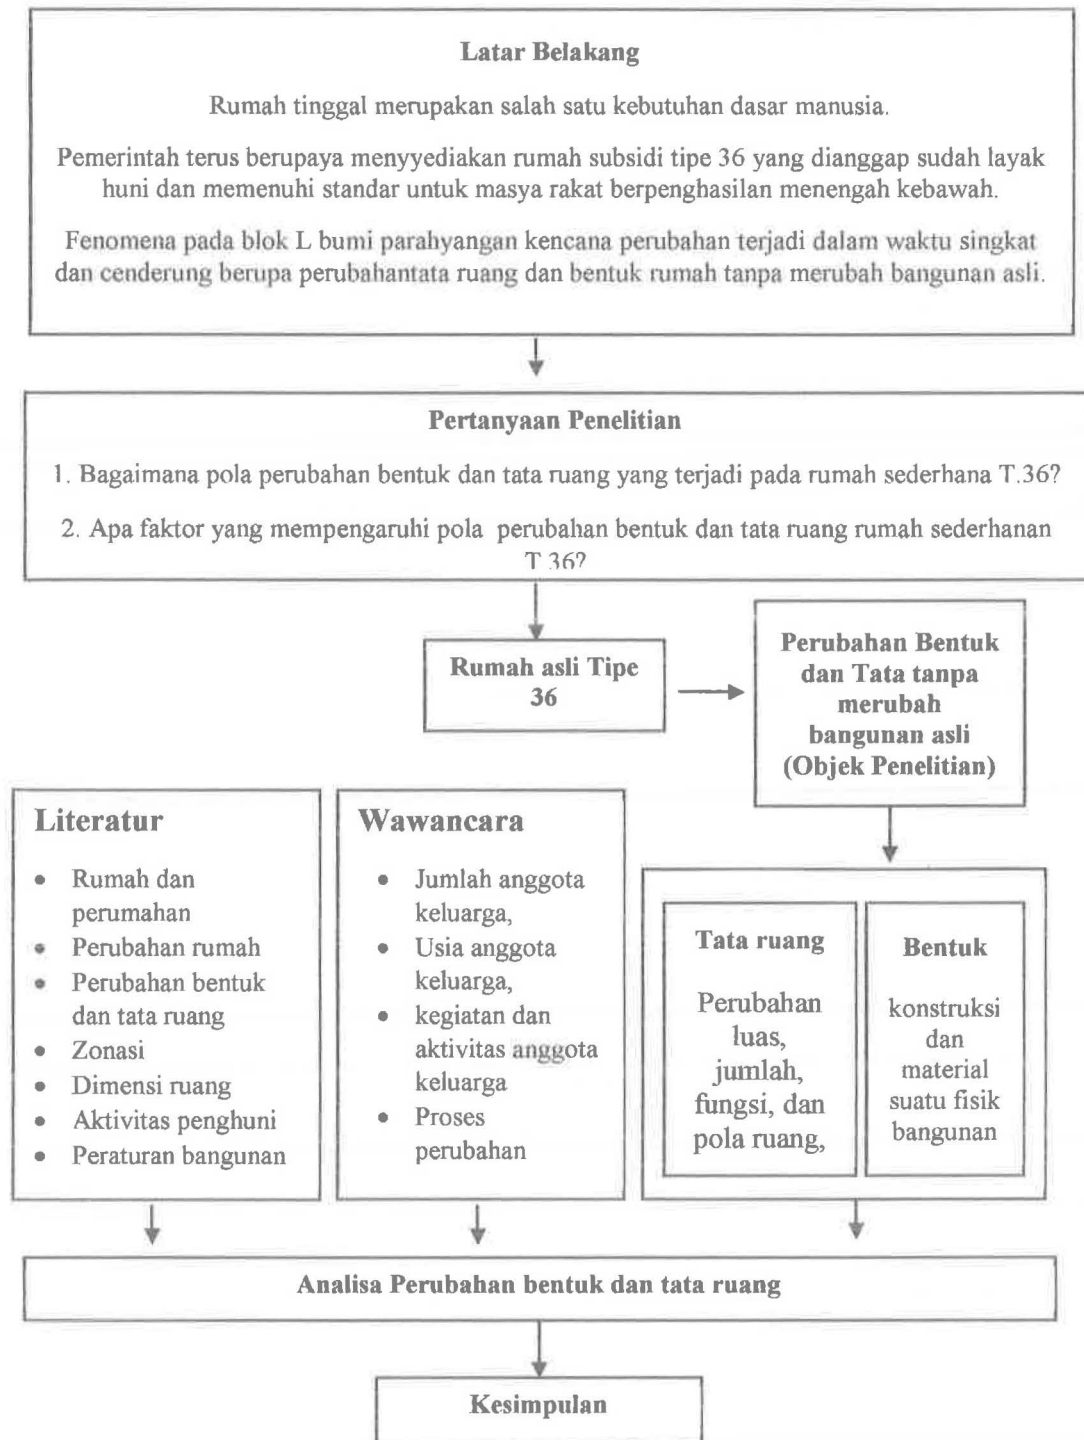 Latar Belakang
Rumah tinggal merupakan salah satu kebutuhan dasar manusia.
Pemerintah terus berupaya menyyediakan rumah subsidi tipe 36 yang dianggap sudah layak
huni dan memenuhi standar untuk masya rakat berpenghasilan menengah kebawah.
Fenomena pada blok L bumi parahyangan kencana perubahan terjadi dalam waktu singkat
dan cenderung berupa perubahantata ruang dan bentuk rumah tanpa merubah bangunan asli.
Pertanyaan Penelitian
1. Bagaimana pola perubahan bentuk dan tata ruang yang terjadi pada rumah sederhana T.36?
2. Apa faktor yang mempengaruhi pola perubahan bentuk dan tata ruang rumah sederhanan
T 36?
Rumah asli Tipe
36
Perubahan Bentuk
dan Tata tanpa
merubah
bangunan asli
(Objek Penelitian)
Literatur
• Rumah dan
perumahan
• Perubahan rumah
• Perubahan bentuk
dan tata ruang
• Zonasi
• Dimensi ruang
• Aktivitas penghuni
• Peraturan bangunan
Wawancara
• Jumlah anggota
keluarga,
• Usia anggota
keluarga,
• kegiatan dan
aktivitas anggota
keluarga
• Proses
perubahan
Tata ruang
Perubahan
luas,
jumlah,
fungsi, dan
pola ruang,
Bentuk
konstruksi
dan
material
suatu fisik
bangunan
Analisa Perubahan bentuk dan tata ruang
Kesimpulan